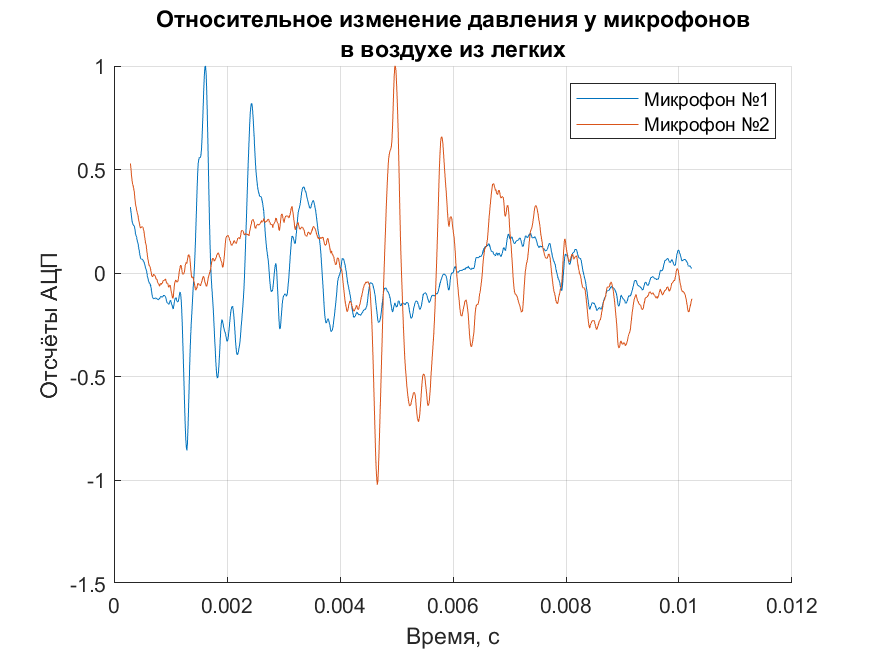 Относительное изменение давления у микрофонов
в воздухе из легких
Микрофон №1
Микрофон №2
Отсчёты АЦП
1
0.5
0
-0.5
-1
-1.5
0
0.002
0.004
0.006
0.008
0.01
0.012
Время, с